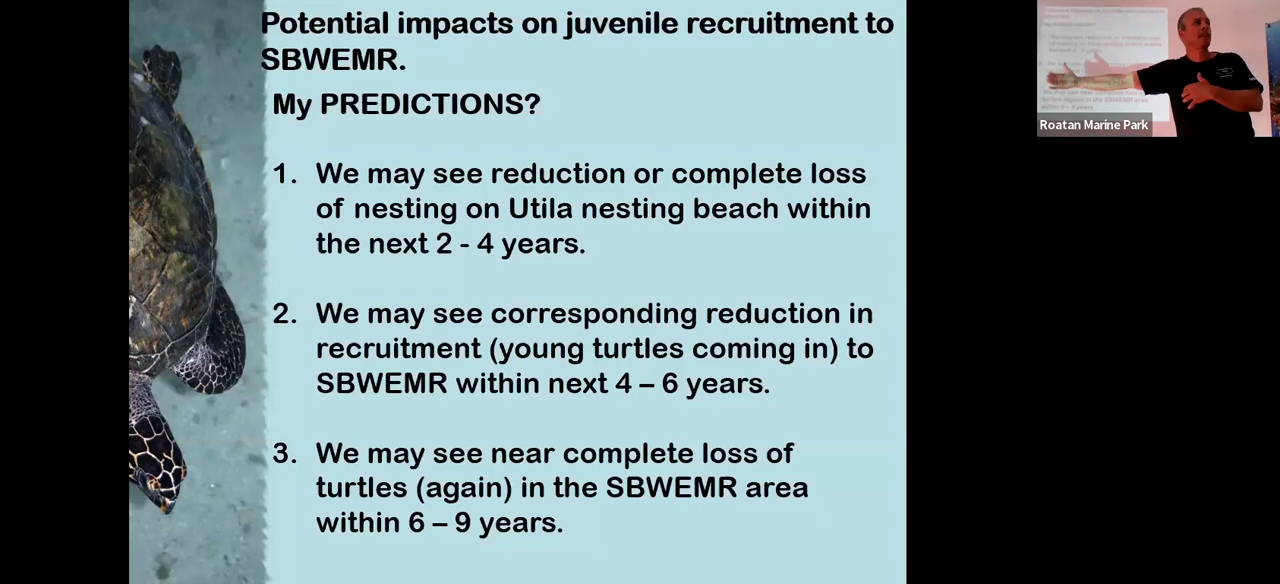 Potential impacts on juvenile recruitment to
SBWEMR.
My PREDICTIONS?
1. We may see reduction or complete loss
of nesting on Utila nesting beach within
the next 2 - 4 years.
2. We may see corresponding reduction in
recruitment (young turtles coming in) to
SBWEMR within next 4 – 6 years.
3. We may see near complete loss of
turtles (again) in the SBWEMR area
within 6 – 9 years.
Roatan Marine Park